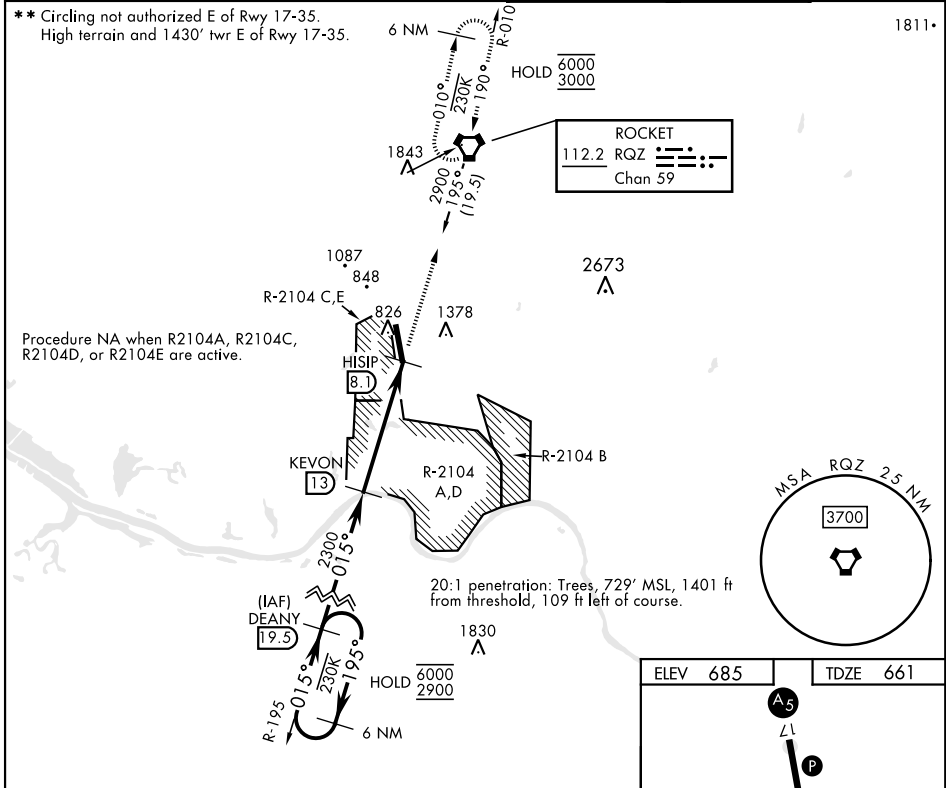 ** Circling not authorized E of Rwy 17-35.
High terrain and 1430' twr E of Rwy 17-35.
1811
6 NM
R-010
HOLD 6000
3000
010°
230K
190°
ROCKET
112.2 RQZ
Chan 59
1843
2900
195°
(19.5)
1087
848
2673
R-2104 C,E
826
1378
Procedure NA when R2104A, R2104C,
R2104D, or R2104E are active.
HISIP
8.1
R-2104 B
KEVON
13
R-2104
A,D
MSA RQZ 25 NM
3700
2300
015°
20:1 penetration: Trees, 729' MSL, 1401 ft
from threshold, 109 ft left of course.
(IAF)
DEANY
19.5
1830
015°
230K
195°
HOLD 6000
2900
R-195
6 NM
ELEV 685
TDZE 661
A5
17
P